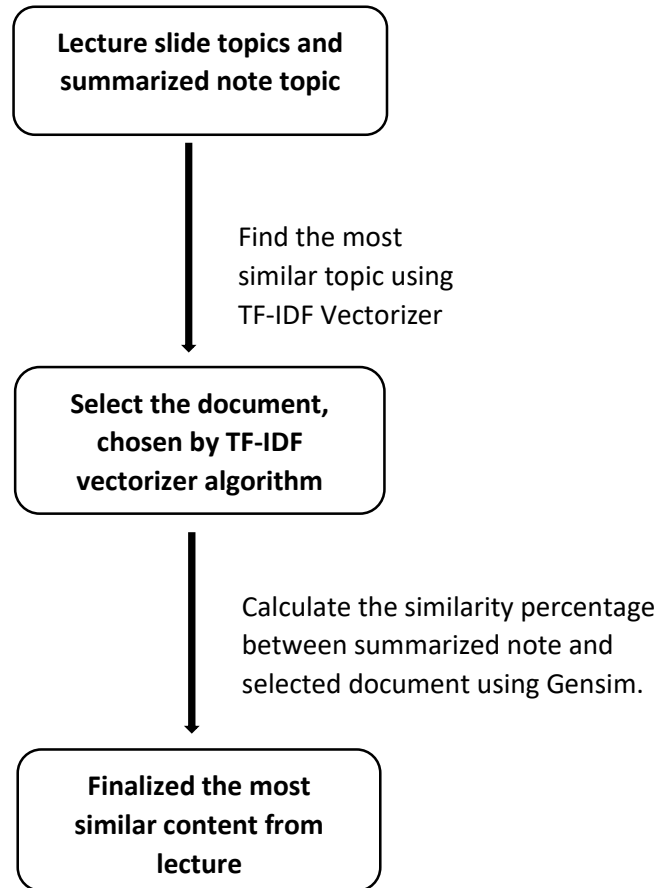 Lecture slide topics and
summarized note topic
Find the most
similar topic using
TF-IDF Vectorizer
Select the document,
chosen by TF-IDF
vectorizer algorithm
Calculate the similarity percentage
between summarized note and
selected document using Gensim.
Finalized the most
similar content from
lecture